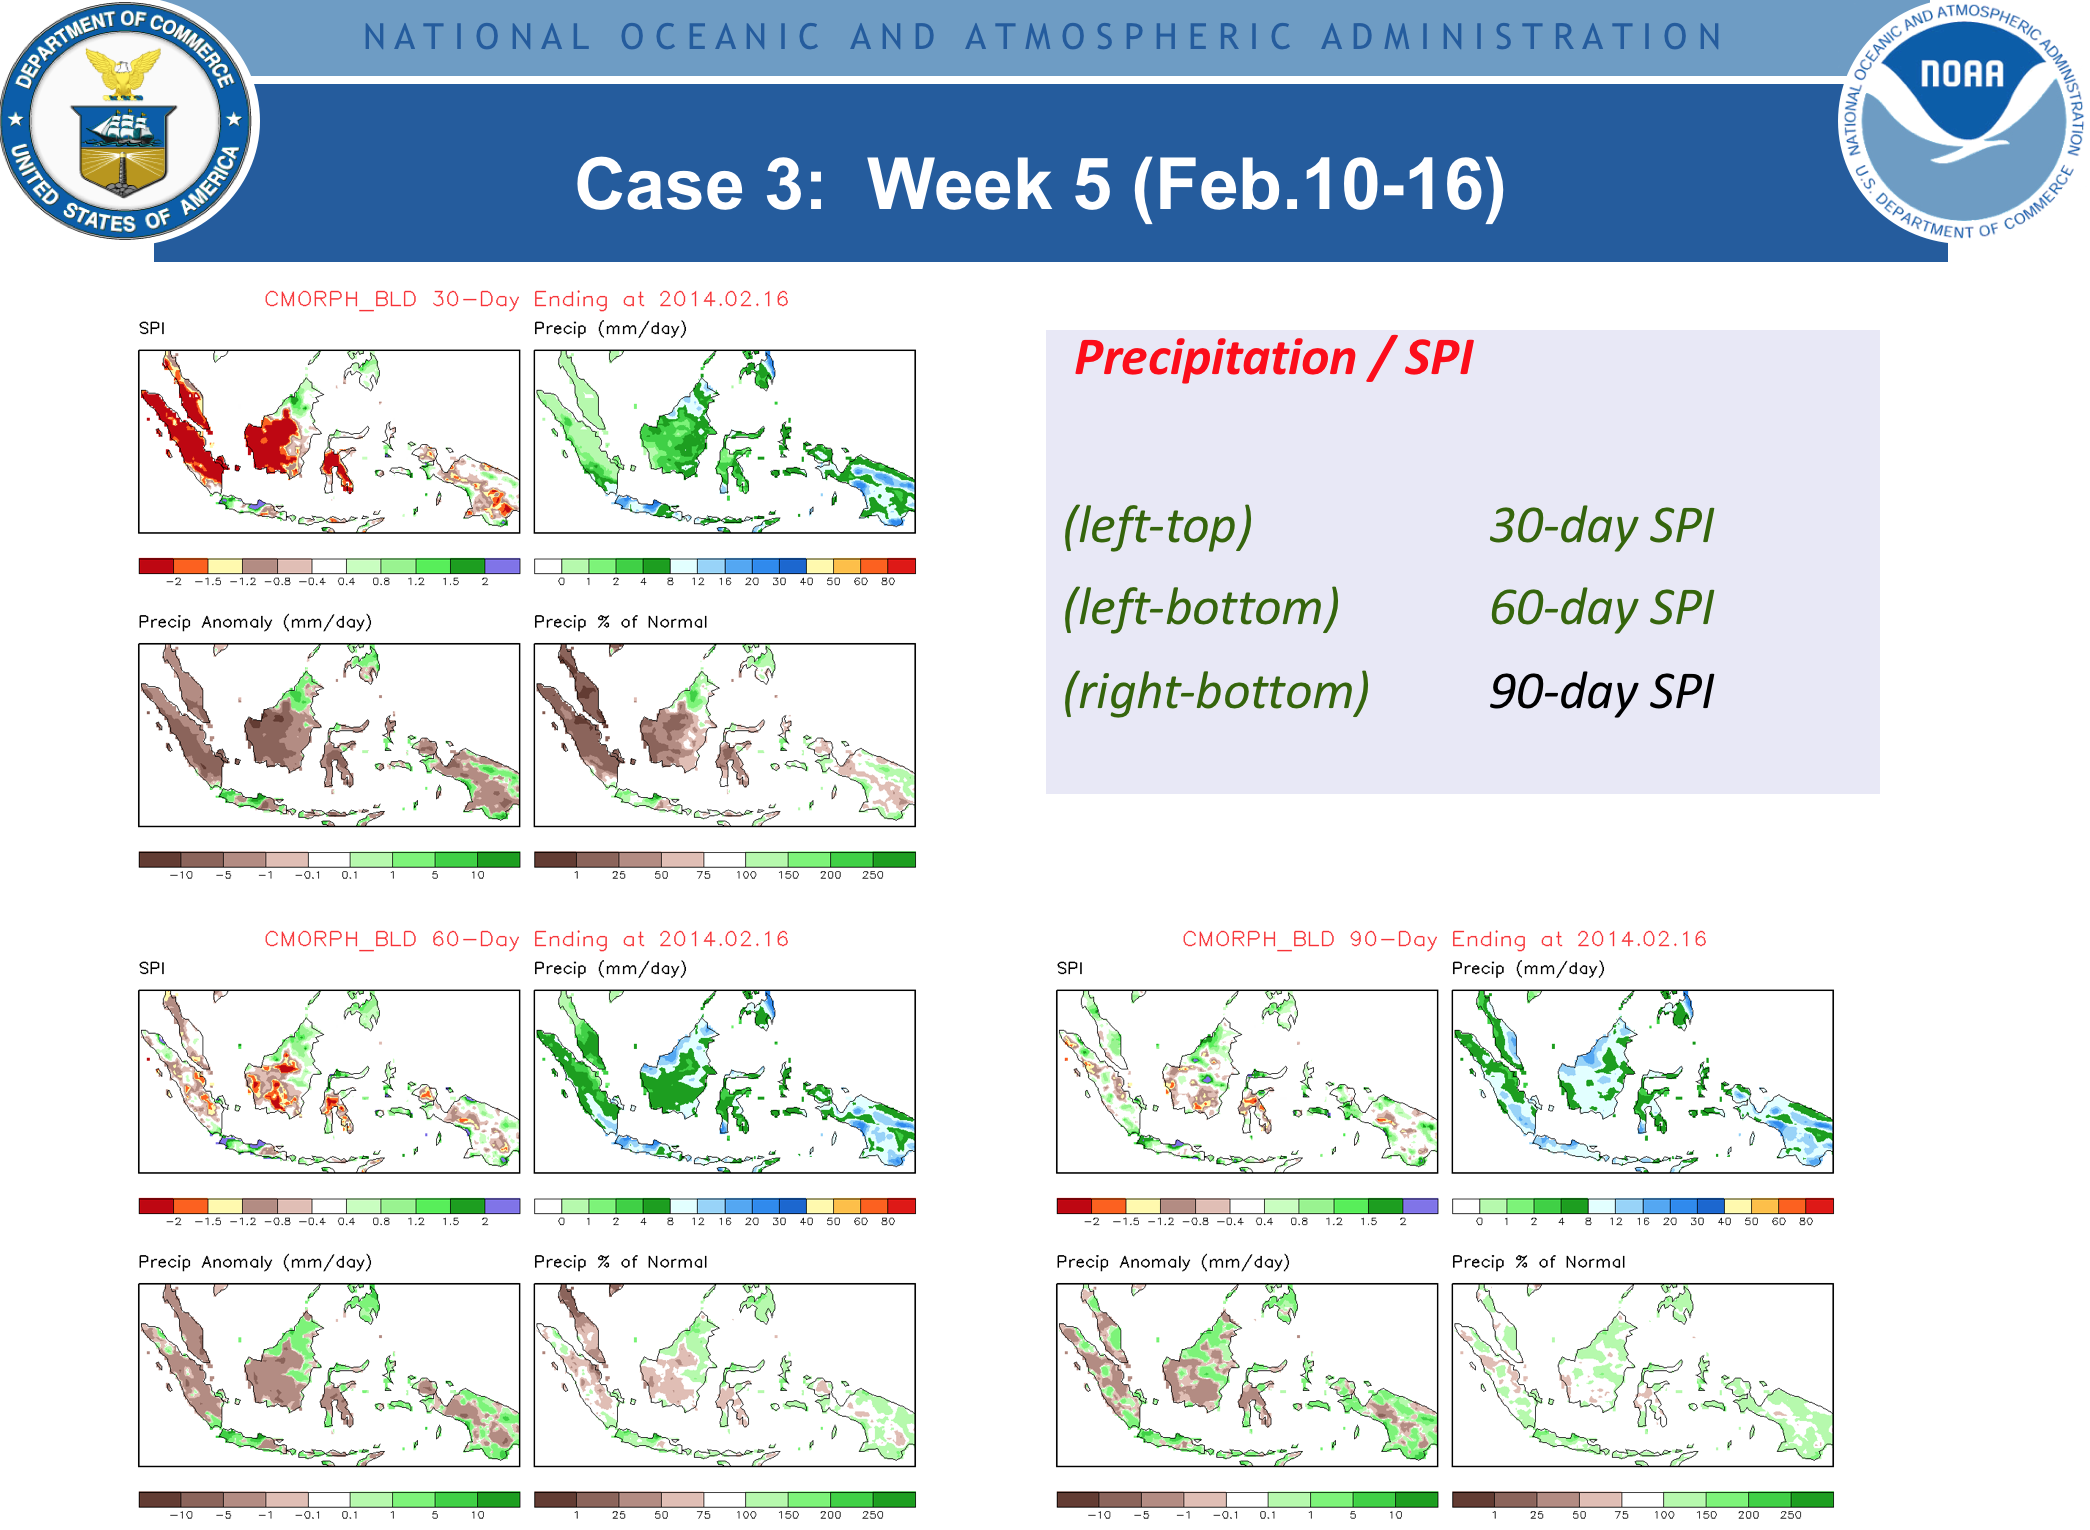 NATIONAL OCEANIC AND ATMOSPHERIC ADMINISTRATION
DEPARTMENT OF COMMERCE
UNITED STATES OF AMERICA
NATIONAL OCEANIC AND ATMOSPHERIC ADMINISTRATION
NOAA
U.S. DEPARTMENT OF COMMERCE
Case 3: Week 5 (Feb.10-16)
CMORPH_BLD 30-Day Ending at 2014.02.16
SPI
Precip (mm/day)
-2 -1.5 -1.2 -0.8 -0.4 0.4 0.8 1.2 1.5 2
0 1 2 4 8 12 16 20 30 40 50 60 80
Precip Anomaly (mm/day)
Precip % of Normal
-10 -5 -1 -0.1 0.1 1 5 10
1 25 50 75 100 150 200 250
Precipitation / SPI
(left-top) 30-day SPI
(left-bottom) 60-day SPI
(right-bottom) 90-day SPI
CMORPH_BLD 60-Day Ending at 2014.02.16
SPI
Precip (mm/day)
-2 -1.5 -1.2 -0.8 -0.4 0.4 0.8 1.2 1.5 2
0 1 2 4 8 12 16 20 30 40 50 60 80
Precip Anomaly (mm/day)
Precip % of Normal
-10 -5 -1 -0.1 0.1 1 5 10
1 25 50 75 100 150 200 250
CMORPH_BLD 90-Day Ending at 2014.02.16
SPI
Precip (mm/day)
-2 -1.5 -1.2 -0.8 -0.4 0.4 0.8 1.2 1.5 2
0 1 2 4 8 12 16 20 30 40 50 60 80
Precip Anomaly (mm/day)
Precip % of Normal
-10 -5 -1 -0.1 0.1 1 5 10
1 25 50 75 100 150 200 250